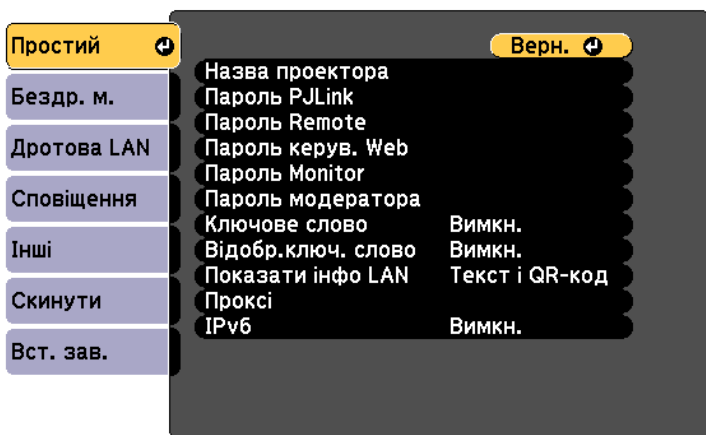 Простий
Бездр. м.
Дротова LAN
Сповіщення
Інші
Скинути
Вст. зав.
Верн.
Назва проектора
Пароль PJLink
Пароль Remote
Пароль керув. Web
Пароль Monitor
Пароль модератора
Ключове слово Вимкн.
Відобр.ключ. слово Вимкн.
Показати інфо LAN Текст і QR-код
Проксі
IPv6 Вимкн.